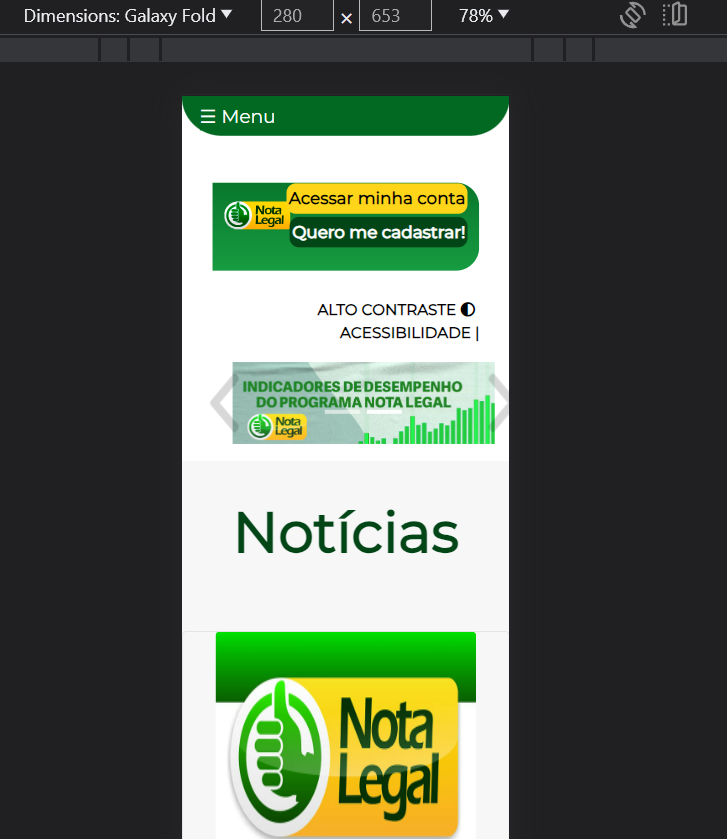 Dimensions: Galaxy Fold ▼ 280 × 653 78% ▼
☰ Menu
Nota
Legal
Acessar minha conta
Quero me cadastrar!
ALTO CONTRASTE
ACESSIBILIDADE |
INDICADORES DE DESEMPENHO
DO PROGRAMA NOTA LEGAL
Nota
Legal
Notícias
Nota
Legal